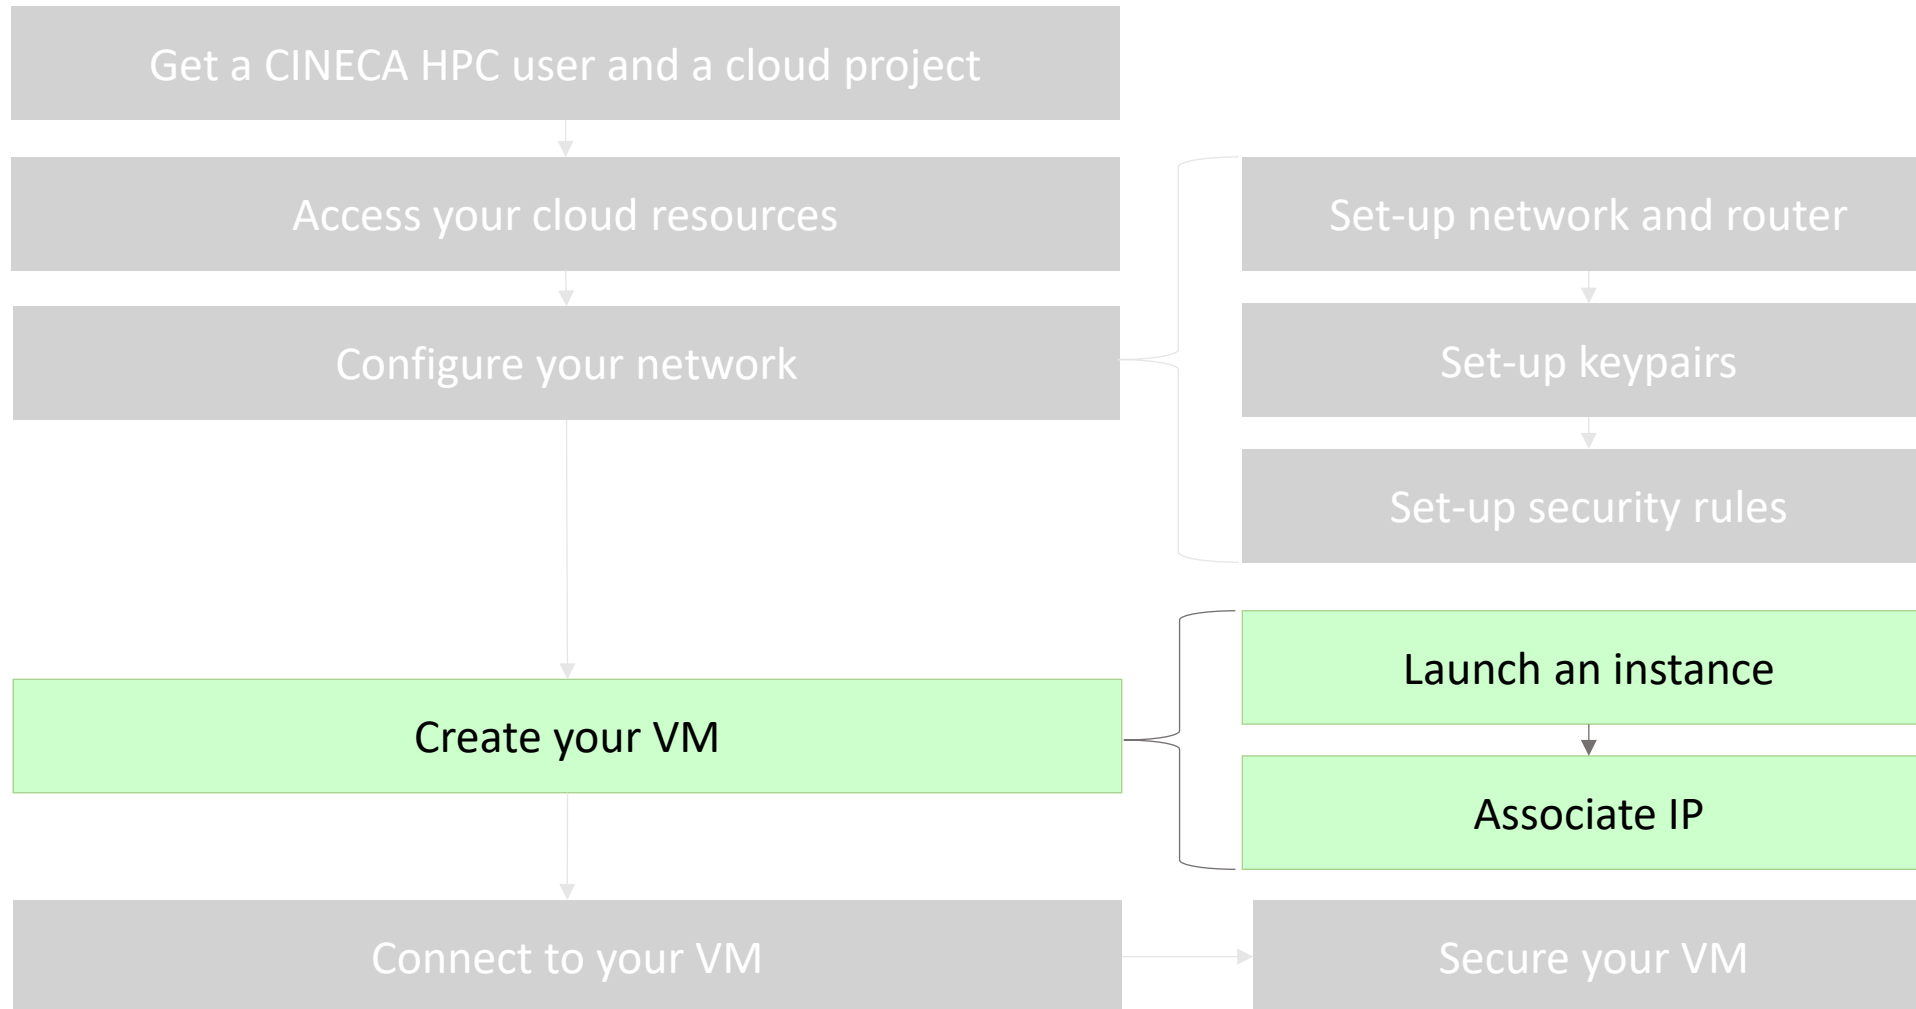 Get a CINECA HPC user and a cloud project
Access your cloud resources
Configure your network
Set-up network and router
Set-up keypairs
Set-up security rules
Create your VM
Launch an instance
Associate IP
Connect to your VM
Secure your VM